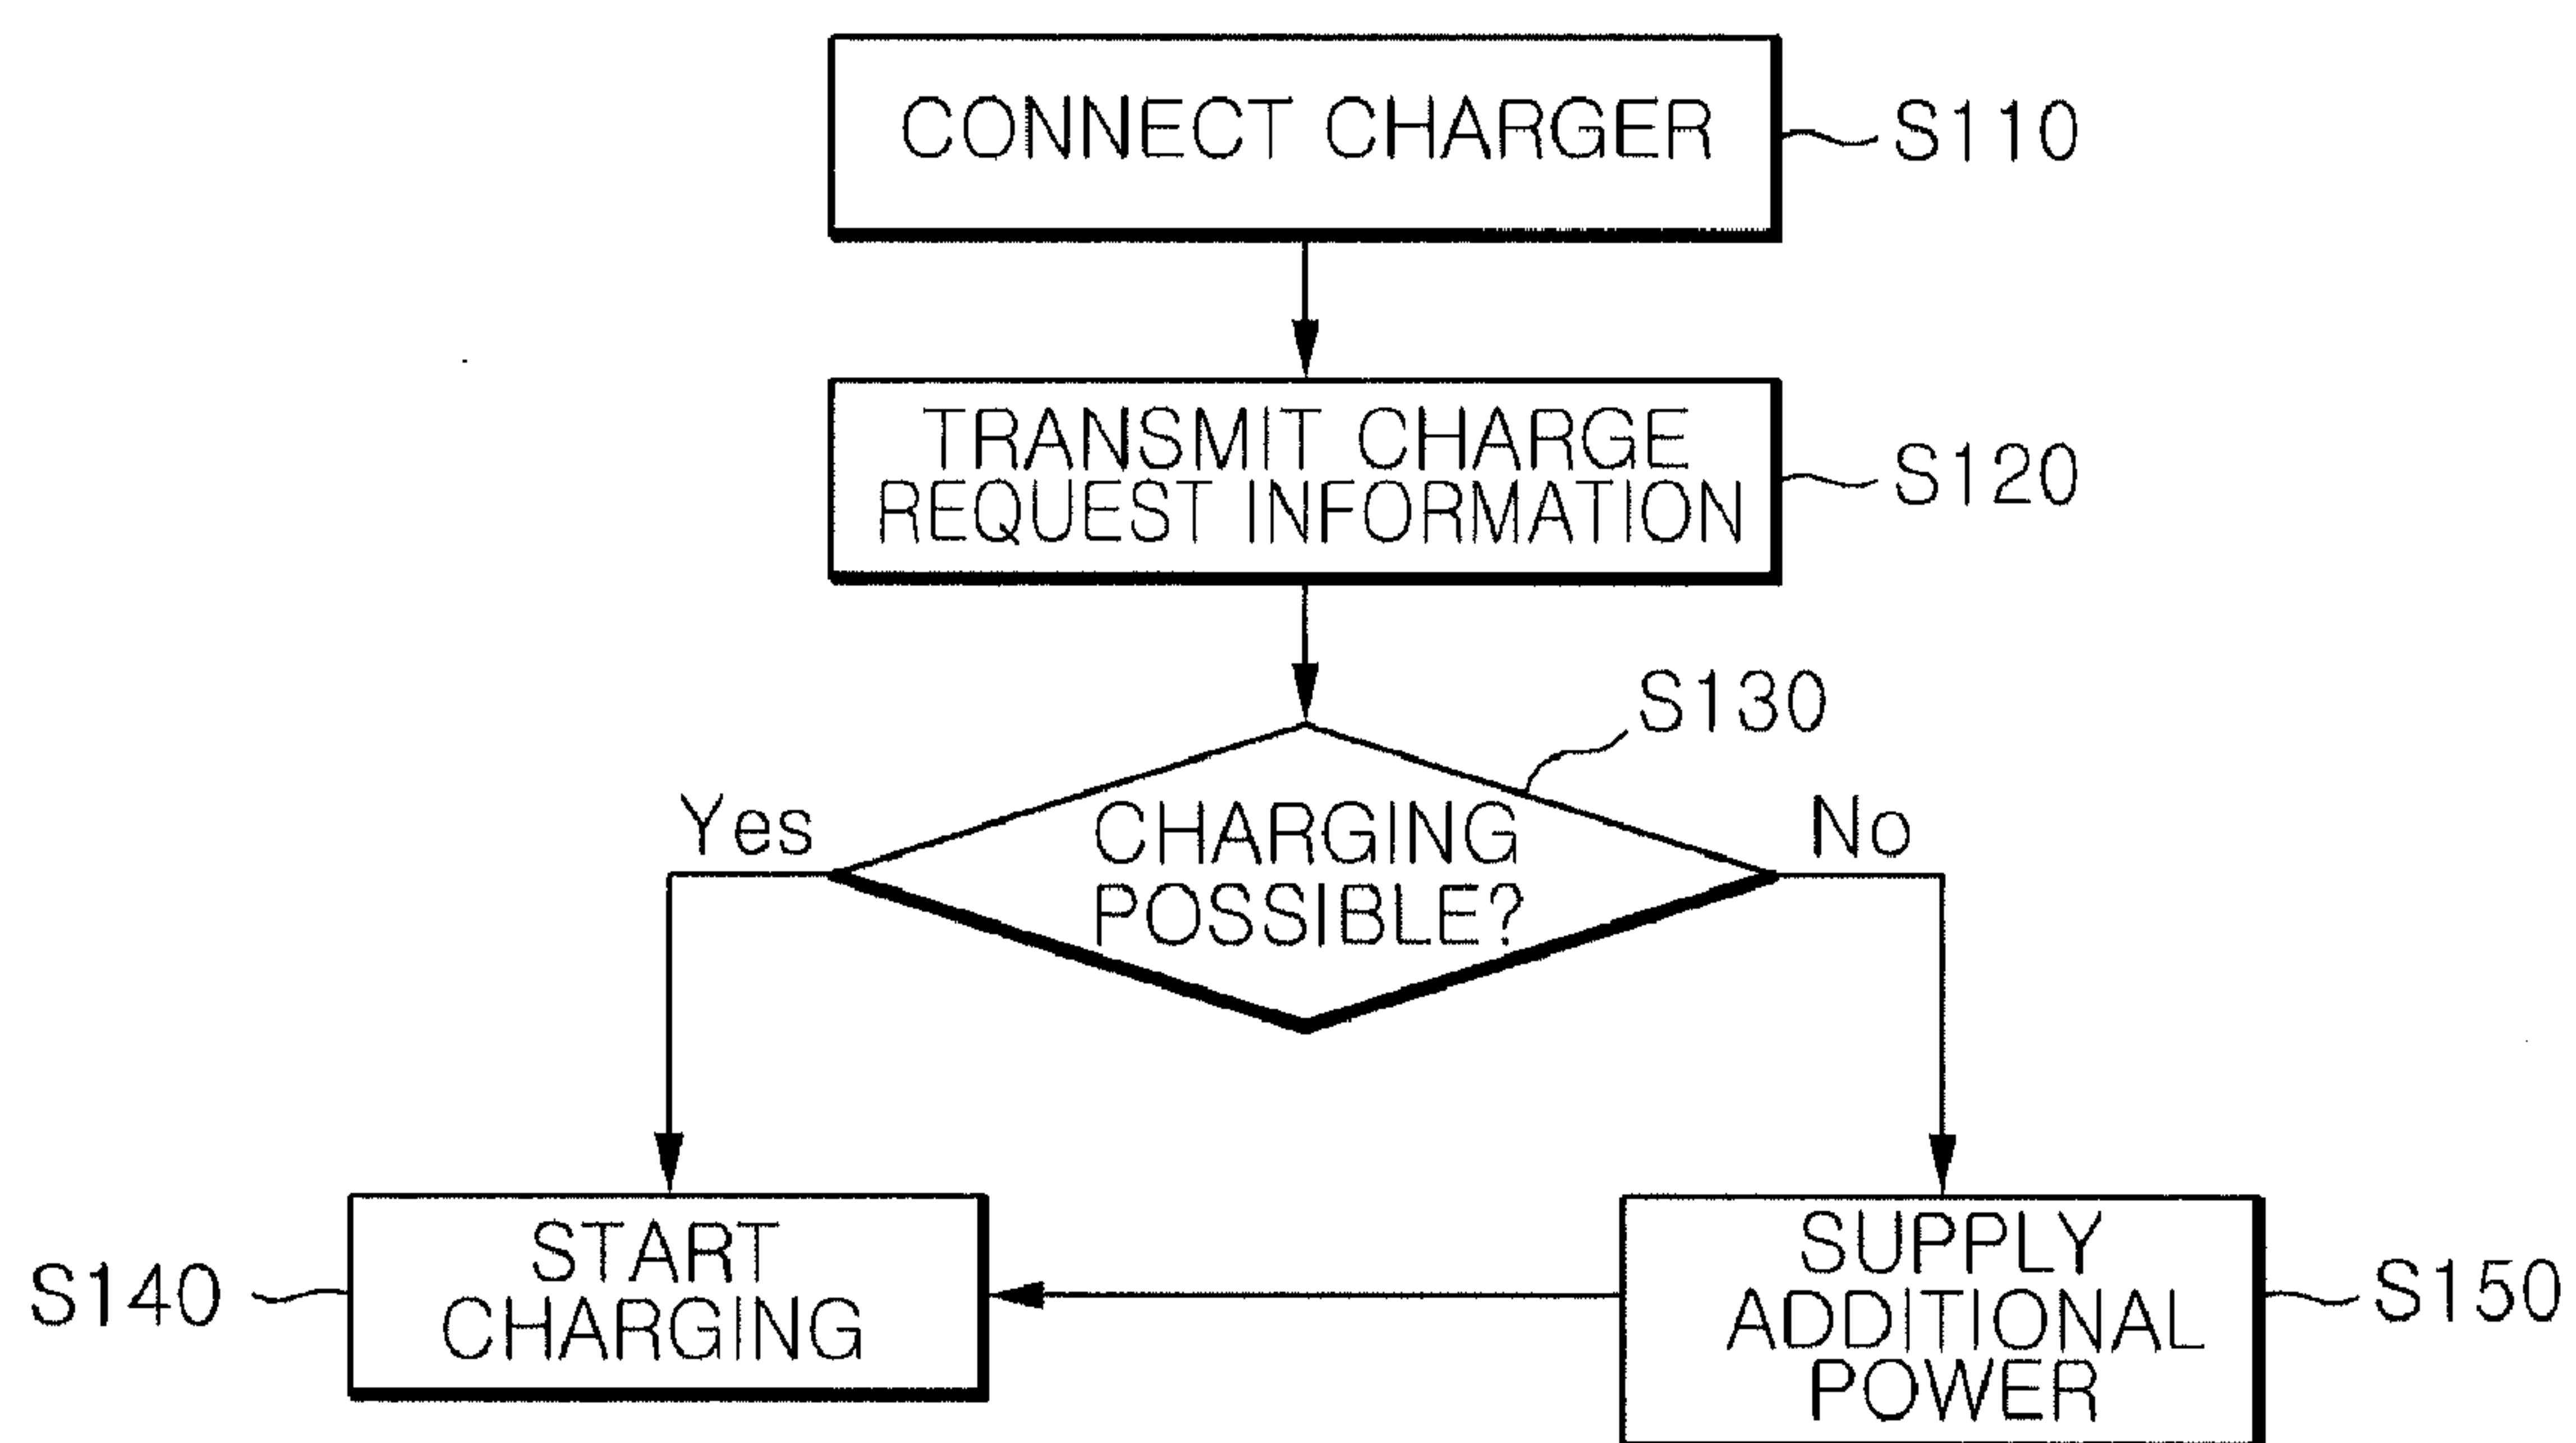 CONNECT CHARGER
S110
TRANSMIT CHARGE
REQUEST INFORMATION
S120
S130
CHARGING
POSSIBLE?
Yes
No
START
CHARGING
S140
SUPPLY
ADDITIONAL
POWER
S150